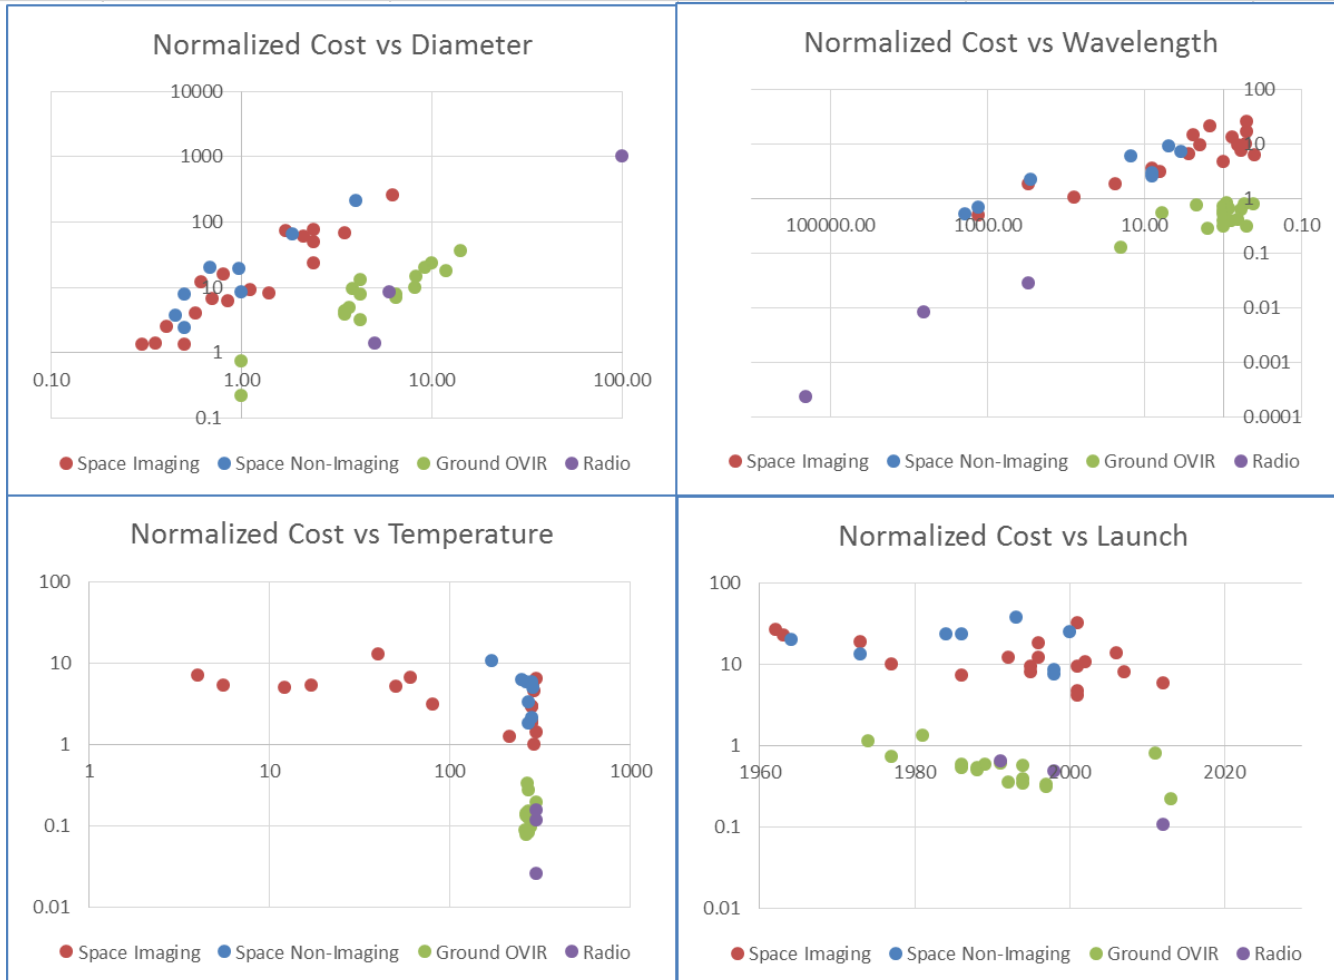 Normalized Cost vs Diameter
10000
1000
100
10
1
0.10 1.00 10.00 100.00
0.1
Space Imaging Space Non-Imaging Ground OVIR Radio
Normalized Cost vs Wavelength
100
10
1
100000.00 1000.00 10.00 0.10
0.1
0.01
0.001
0.0001
Space Imaging Space Non-Imaging Ground OVIR Radio
Normalized Cost vs Temperature
100
10
1
1 10 100 1000
0.1
0.01
Space Imaging Space Non-Imaging Ground OVIR Radio
Normalized Cost vs Launch
100
10
1
1960 1980 2000 2020
0.1
0.01
Space Imaging Space Non-Imaging Ground OVIR Radio